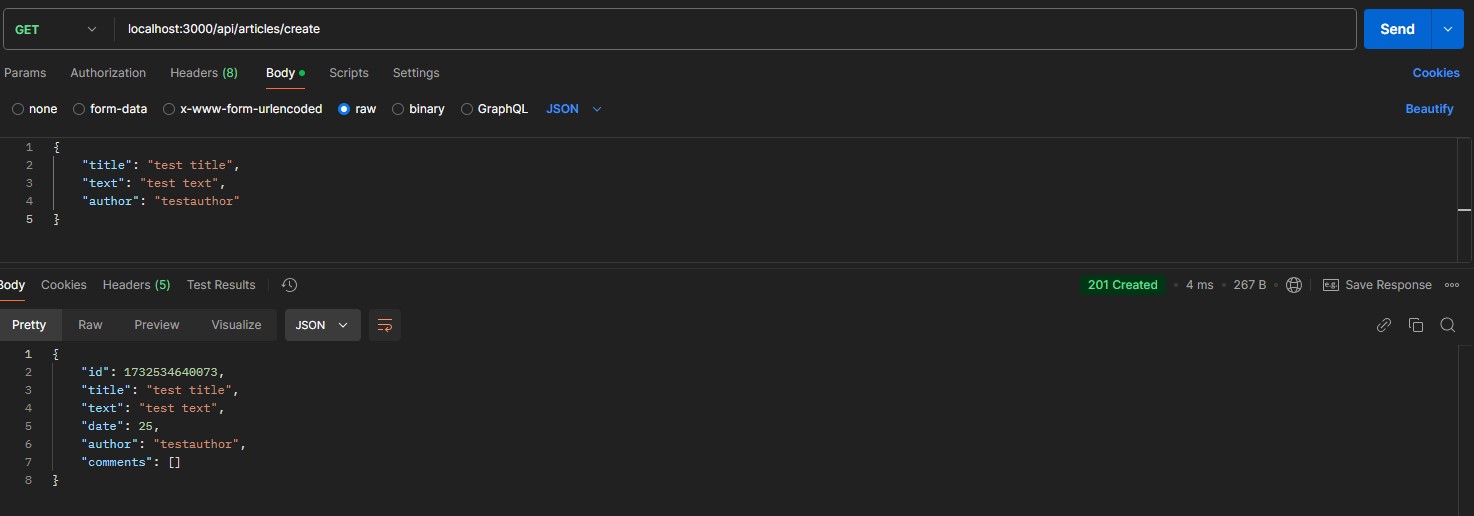 GET localhost:3000/api/articles/create Send
Params Authorization Headers (8) Body Scripts Settings Cookies
none form-data x-www-form-urlencoded raw binary GraphQL JSON Beautify
1 {
2 "title": "test title",
3 "text": "test text",
4 "author": "testauthor"
5 }
Body Cookies Headers (5) Test Results 201 Created 4 ms 267 B e.g. Save Response
Pretty Raw Preview Visualize JSON
1 {
2 "id": 1732534640073,
3 "title": "test title",
4 "text": "test text",
5 "date": 25,
6 "author": "testauthor",
7 "comments": []
8 }